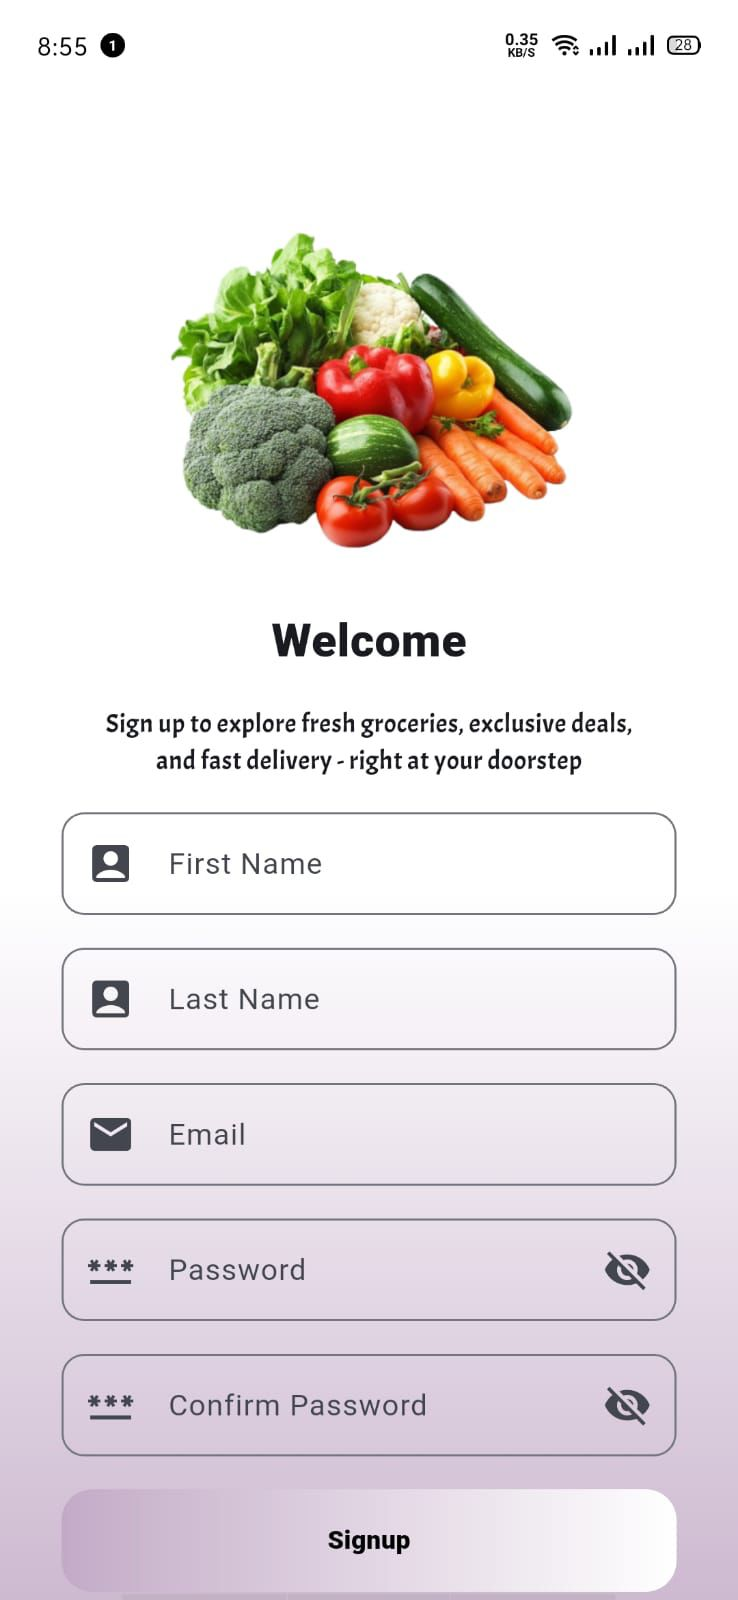 8:55 1 0.35 KB/S 28
Welcome
Sign up to explore fresh groceries, exclusive deals,
and fast delivery - right at your doorstep
First Name
Last Name
Email
*** Password
*** Confirm Password
Signup